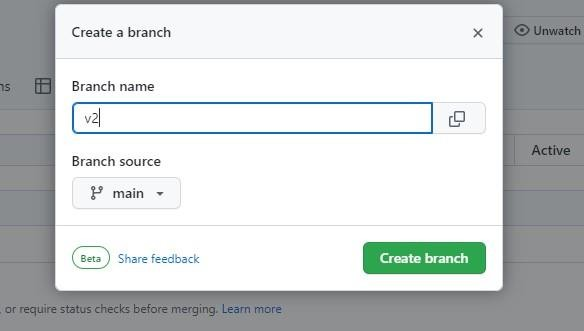 Create a branch
Unwatch
Branch name
ns
v2
Branch source
Active
main
Beta Share feedback
Create branch
, or require status checks before merging. Learn more